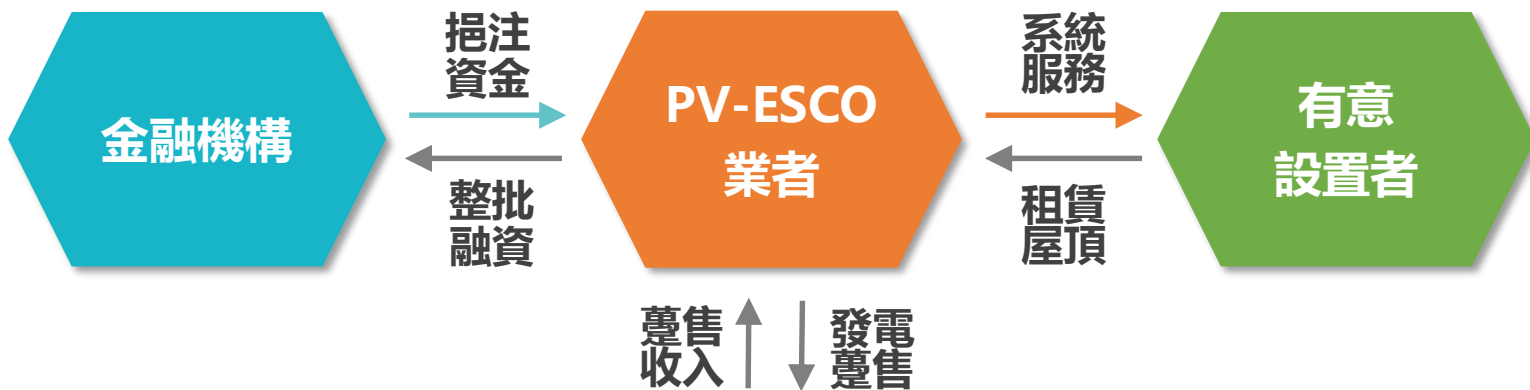 挹注
資金
系統
服務
金融機構
PV-ESCO
業者
有意
設置者
整批
融資
租賃
屋頂
躉售
收入
發電
躉售